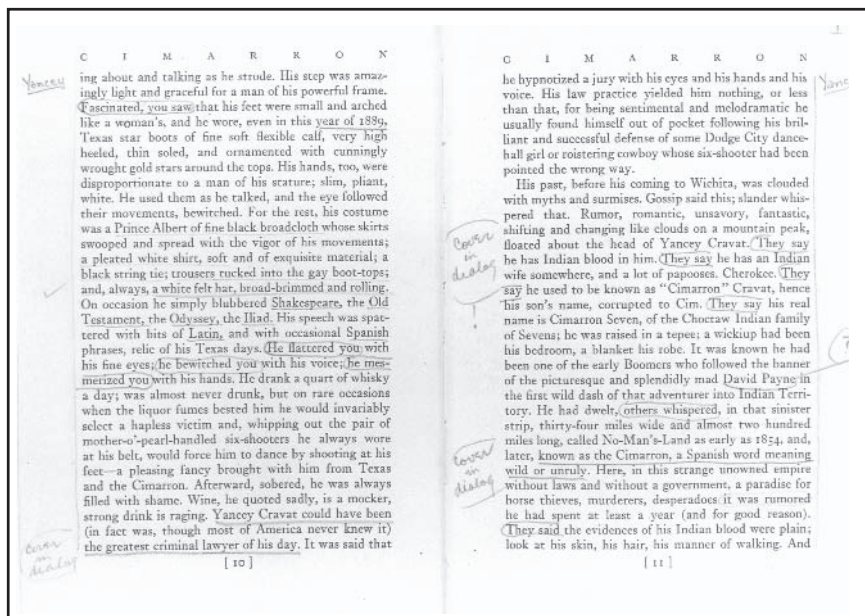 C I M A R R O N
Yancey
ing about and talking as he strode. His step was amaz-
ingly light and graceful for a man of his powerful frame.
Fascinated, you saw that his feet were small and arched
like a woman's, and he wore, even in this year of 1889,
Texas star boots of fine soft flexible calf, very high
heeled, thin soled, and ornamented with cunningly
wrought gold stars around the tops. His hands, too, were
disproportionate to a man of his stature; slim, pliant,
white. He used them as he talked, and the eye followed
their movements, bewitched. For the rest, his costume
was a Prince Albert of fine black broadcloth whose skirts
swooped and spread with the vigor of his movements;
a pleated white shirt, soft and of exquisite material; a
black string tie; trousers tucked into the gay boot-tops;
and, always, a white felt hat, broad-brimmed and rolling.
On occasion he simply blubbered Shakespeare, the Old
Testament, the Odyssey, the Iliad. His speech was spat-
tered with bits of Latin, and with occasional Spanish
phrases, relic of his Texas days. He flattered you with
his fine eyes; he bewitched you with his voice; he mes-
merized you with his hands. He drank a quart of whisky
a day; was almost never drunk, but on rare occasions
when the liquor fumes bested him he would invariably
select a hapless victim and, whipping out the pair of
mother-o'-pearl-handled six-shooters he always wore
at his belt, would force him to dance by shooting at his
feet—a pleasing fancy brought with him from Texas
and the Cimarron. Afterward, sobered, he was always
filled with shame. Wine, he quoted sadly, is a mocker,
strong drink is raging. Yancey Cravat could have been
(in fact was, though most of America never knew it)
the greatest criminal lawyer of his day. It was said that
cover
in
dialog
[ 10 ]
C I M A R R O N
he hypnotized a jury with his eyes and his hands and his
voice. His law practice yielded him nothing, or less
than that, for being sentimental and melodramatic he
usually found himself out of pocket following his bril-
liant and successful defense of some Dodge City dance-
hall girl or roistering cowboy whose six-shooter had been
pointed the wrong way.
His past, before his coming to Wichita, was clouded
with myths and surmises. Gossip said this; slander whis-
pered that. Rumor, romantic, unsavory, fantastic,
shifting and changing like clouds on a mountain peak,
floated about the head of Yancey Cravat. They say
he has Indian blood in him. They say he has an Indian
wife somewhere, and a lot of papooses. Cherokee. They
say he used to be known as "Cimarron" Cravat, hence
his son's name, corrupted to Cim. They say his real
name is Cimarron Seven, of the Choctaw Indian family
of Sevens; he was raised in a tepee; a wickiup had been
his bedroom, a blanket his robe. It was known he had
been one of the early Boomers who followed the banner
of the picturesque and splendidly mad David Payne in
the first wild dash of that adventurer into Indian Terri-
tory. He had dwelt, others whispered, in that sinister
strip, thirty-four miles wide and almost two hundred
miles long, called No-Man's-Land as early as 1854, and,
later, known as the Cimarron, a Spanish word meaning
wild or unruly. Here, in this strange unowned empire
without laws and without a government, a paradise for
horse thieves, murderers, desperadoes it was rumored
he had spent at least a year (and for good reason).
They said the evidences of his Indian blood were plain;
look at his skin, his hair, his manner of walking. And
cover
in
dialog
!
cover
in
dialog
[ 11 ]